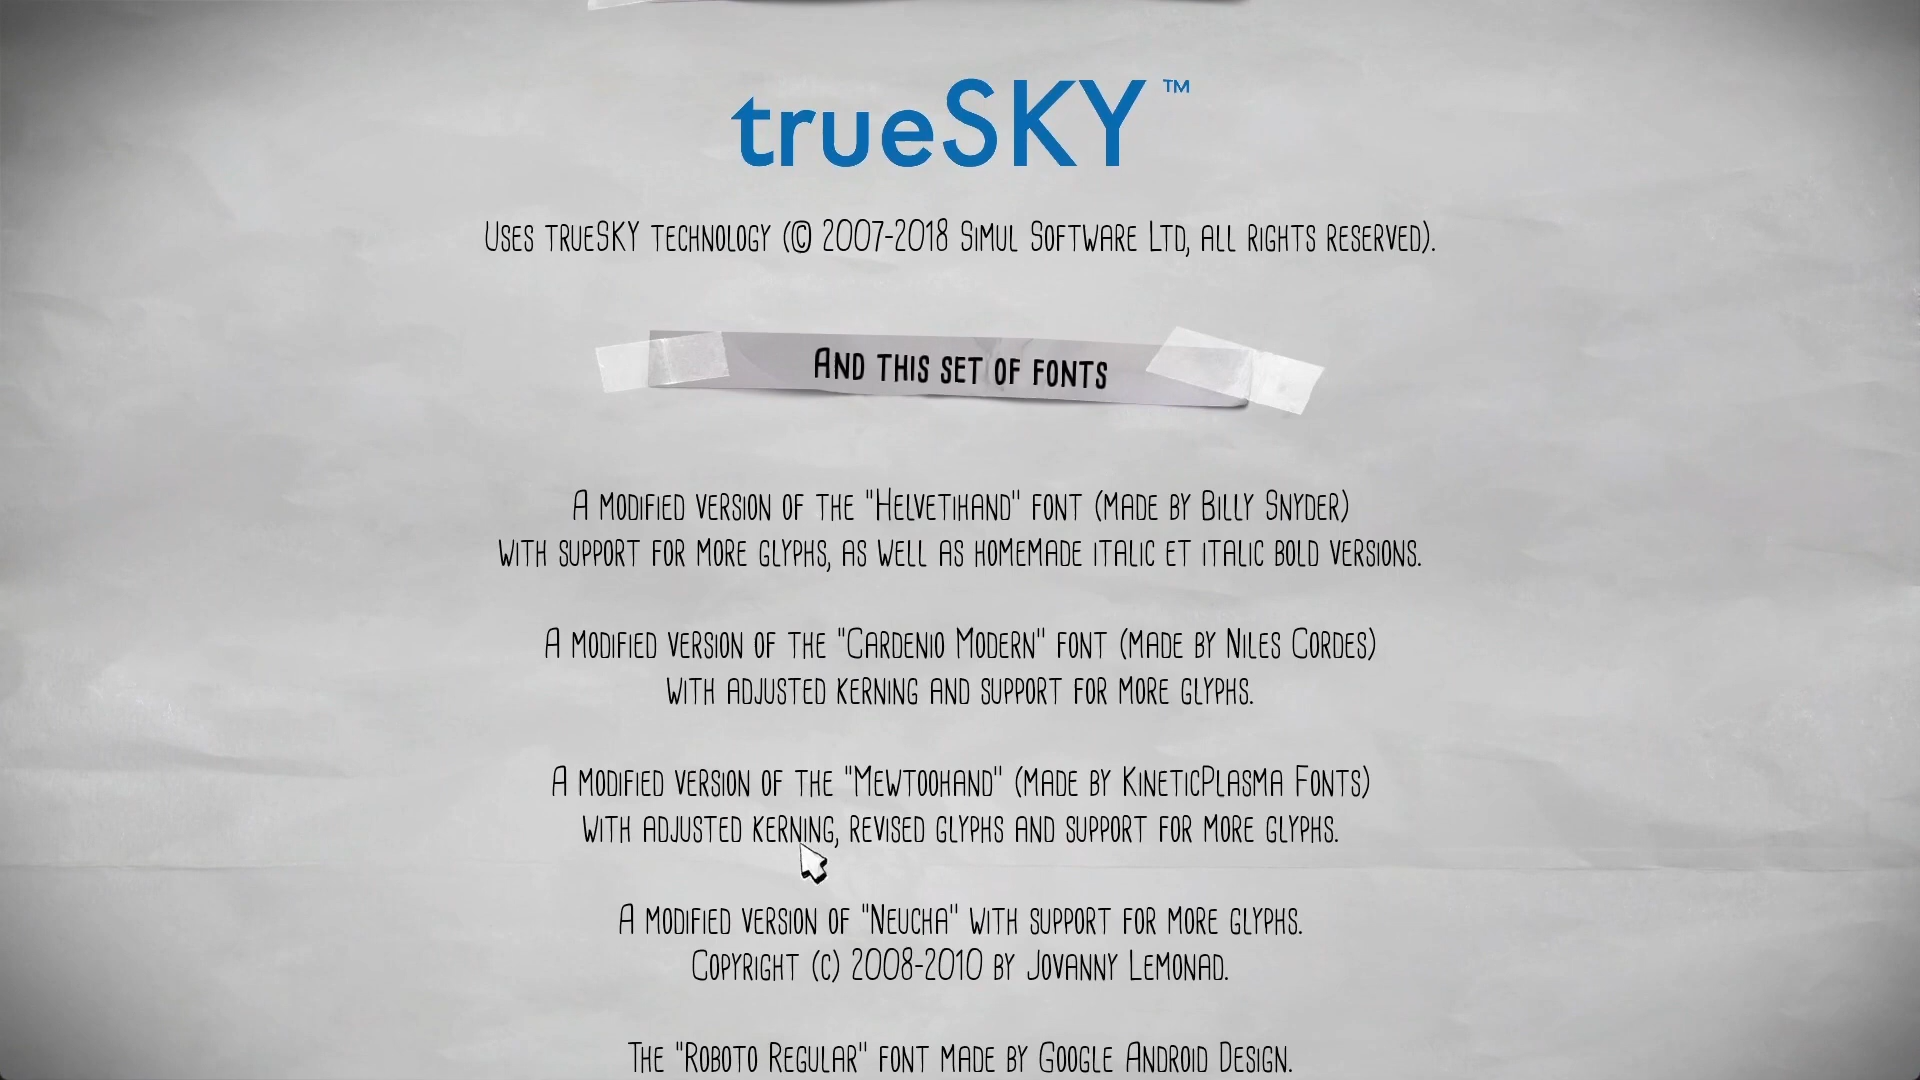 trueSKY™
Uses trueSKY technology (© 2007-2018 Simul Software Ltd, all rights reserved).
And this set of fonts
A modified version of the "Helvetihand" font (made by Billy Snyder)
with support for more glyphs, as well as homemade italic et italic bold versions.
A modified version of the "Cardenio Modern" font (made by Niles Cordes)
with adjusted kerning and support for more glyphs.
A modified version of the "Mewtoohand" (made by KineticPlasma Fonts)
with adjusted kerning, revised glyphs and support for more glyphs.
A modified version of "Neucha" with support for more glyphs.
Copyright (c) 2008-2010 by Jovanny Lemonad.
The "Roboto Regular" font made by Google Android Design.